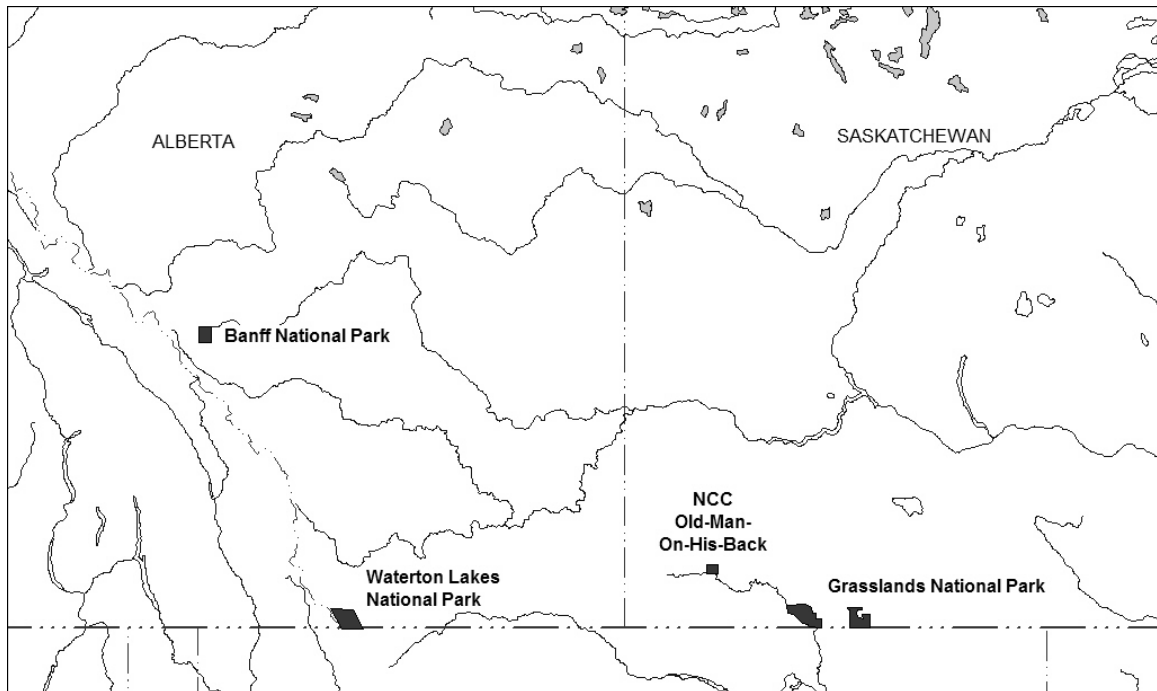 ALBERTA
SASKATCHEWAN
Banff National Park
NCC
Old-Man-
On-His-Back
Waterton Lakes
National Park
Grasslands National Park